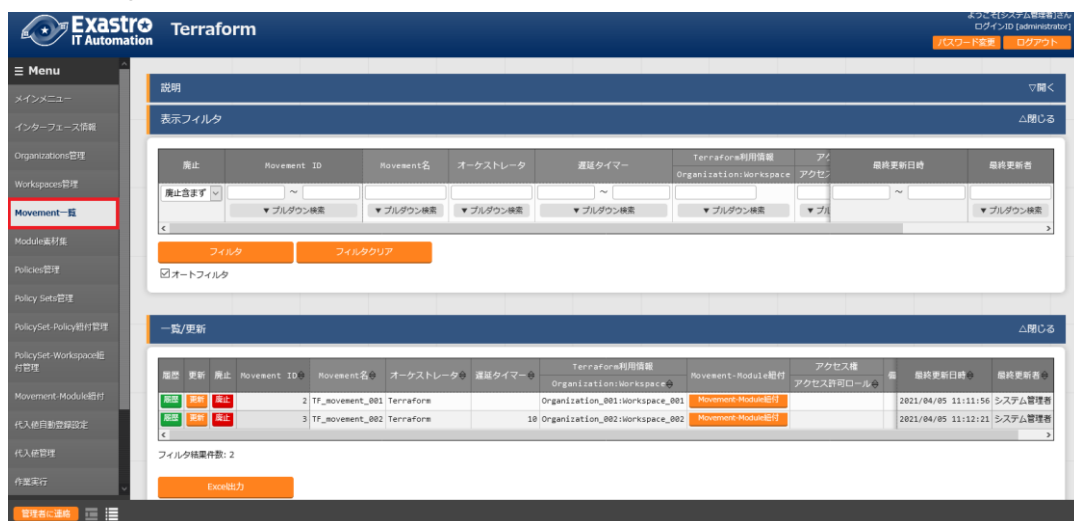 Exastro
IT Automation
Terraform
ようこそ[システム管理者]さん
ログインID [administrator]
パスワード変更 ログアウト
Menu
メインメニュー
インターフェース情報
Organizations管理
Workspaces管理
Movement一覧
Module素材集
Policies管理
Policy Sets管理
PolicySet-Policy紐付管理
PolicySet-Workspace紐
付管理
Movement-Module紐付
代入値自動登録設定
代入値管理
作業実行
管理者に連絡
説明 ▽開く
表示フィルタ △閉じる
廃止 Movement ID Movement名 オーケストレータ 遅延タイマー Terraform利用情報 アク 最終更新日時 最終更新者
Organization:Workspace アクセス
廃止含まず ~ ~ ~
▼プルダウン検索 ▼プルダウン検索 ▼プルダウン検索 ▼プルダウン検索 ▼プルダウン検索 ▼プル ▼プルダウン検索
フィルタ フィルタクリア
オートフィルタ
一覧/更新 △閉じる
履歴 更新 廃止 Movement ID Movement名 オーケストレータ 遅延タイマー Terraform利用情報 Movement-Module紐付 アクセス権 最終更新日時 最終更新者
Organization:Workspace アクセス許可ロール
履歴 更新 廃止 2 TF_movement_001 Terraform Organization_001:Workspace_001 Movement-Module紐付 2021/04/05 11:11:56 システム管理者
履歴 更新 廃止 3 TF_movement_002 Terraform 10 Organization_002:Workspace_002 Movement-Module紐付 2021/04/05 11:12:21 システム管理者
フィルタ結果件数: 2
Excel出力